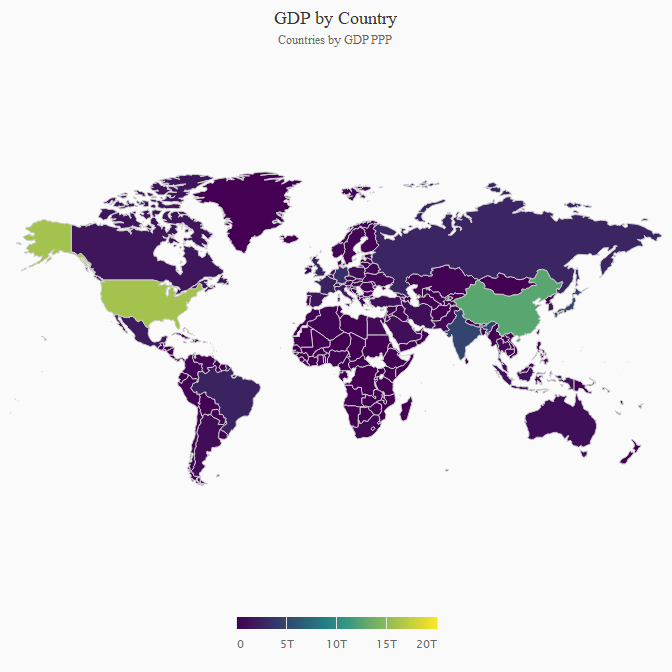 GDP by Country
Countries by GDP PPP
0 5T 10T 15T 20T